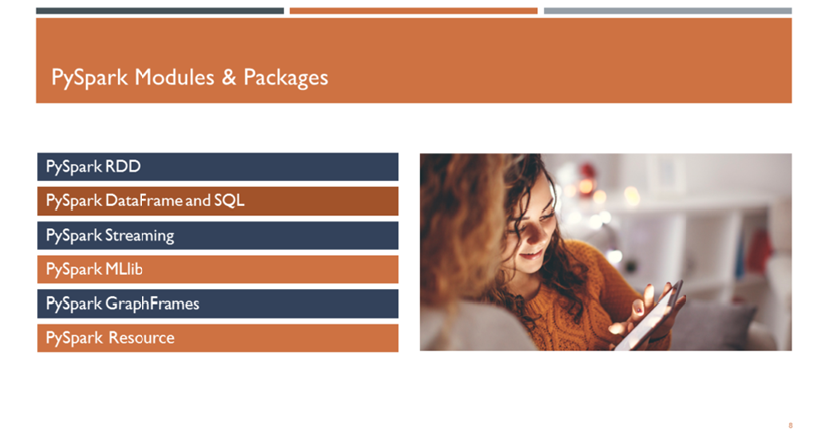 PySpark Modules & Packages
PySpark RDD
PySpark DataFrame and SQL
PySpark Streaming
PySpark MLlib
PySpark GraphFrames
PySpark Resource
8